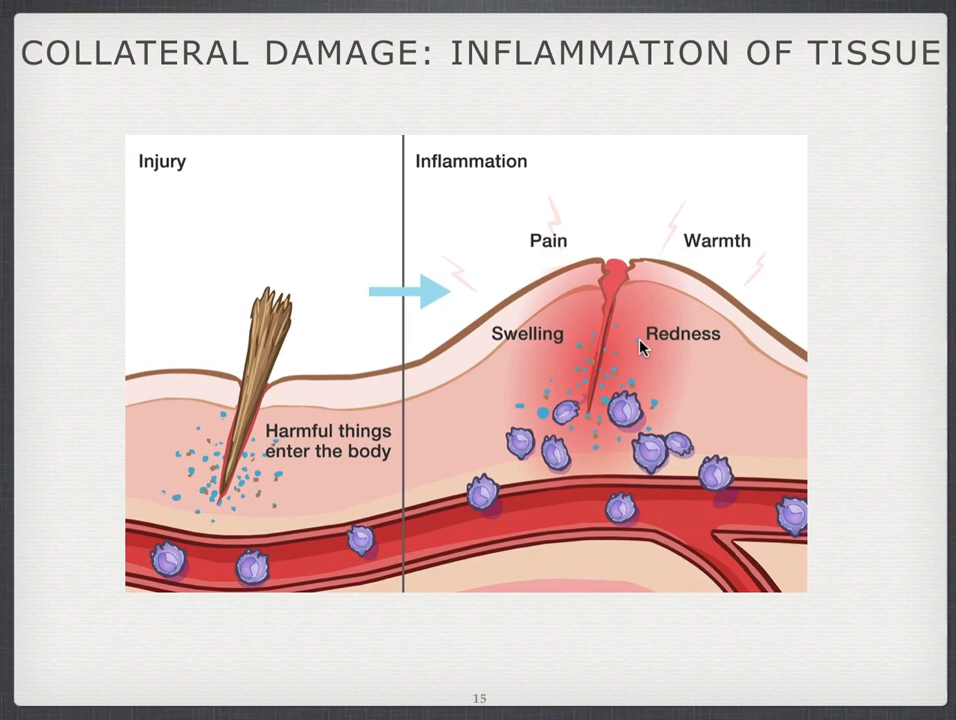 COLLATERAL DAMAGE: INFLAMMATION OF TISSUE
Injury
Inflammation
Pain
Warmth
Swelling
Redness
Harmful things
enter the body
15